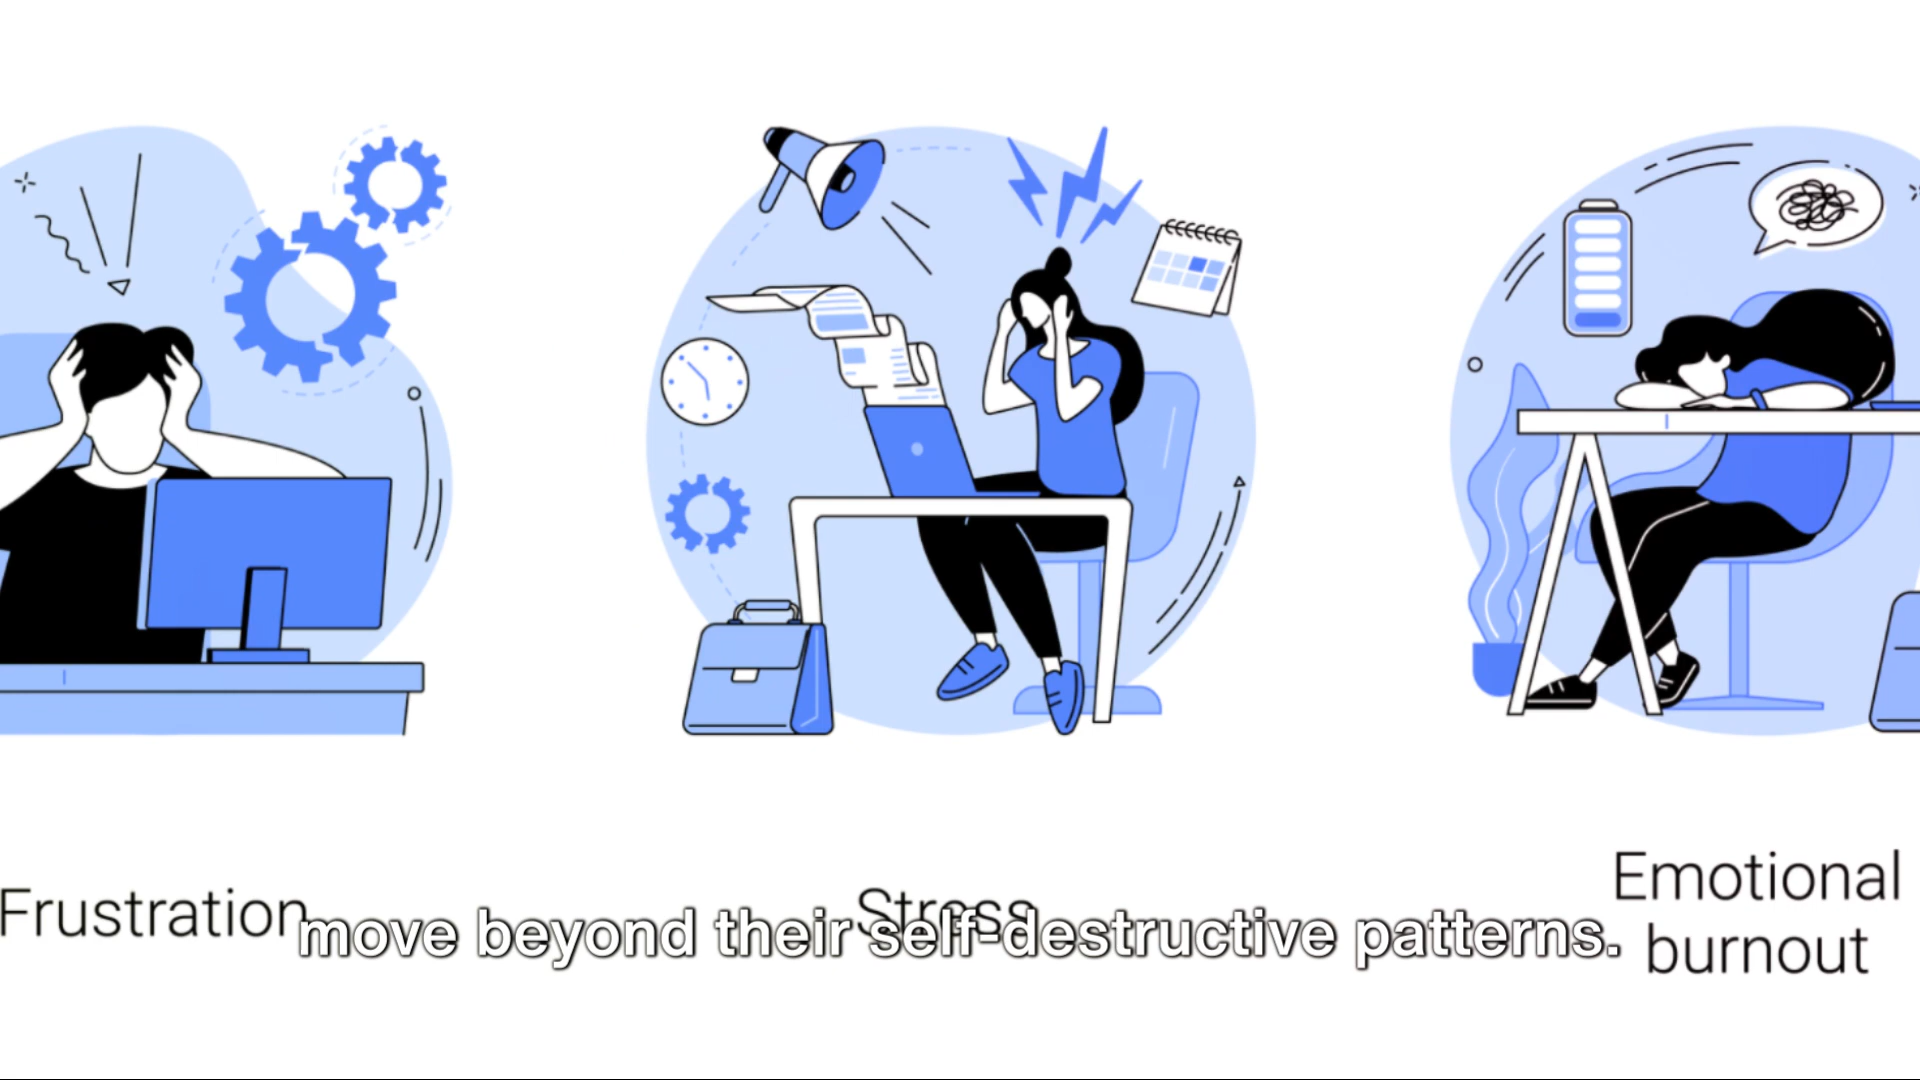 Frustration
Stress
Emotional
burnout
move beyond their self-destructive patterns.